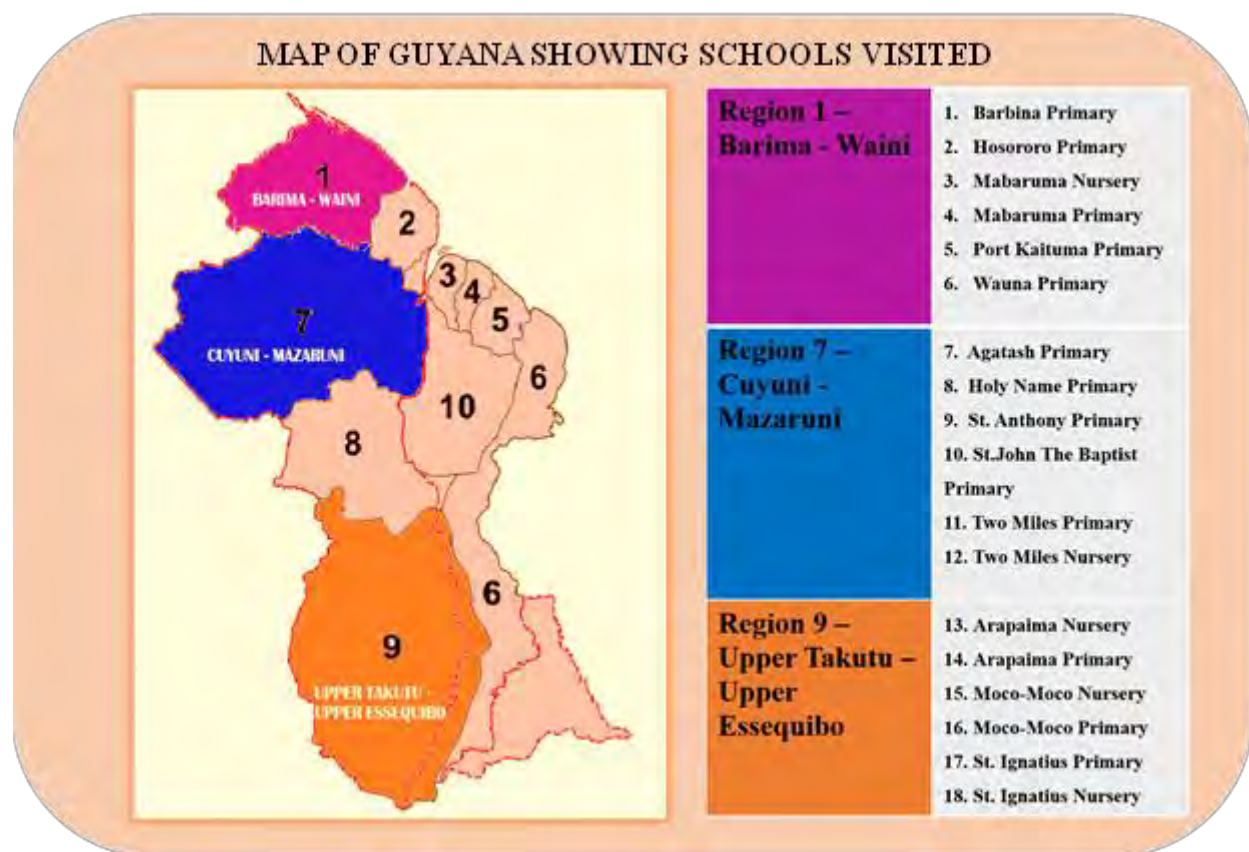 MAP OF GUYANA SHOWING SCHOOLS VISITED
1
BARIMA - WAINI
2
3
4
5
7
CUYUNI - MAZARUNI
6
10
8
6
9
UPPER TAKUTU -
UPPER ESSEQUIBO
Region 1 –
Barima - Waini
1. Barbina Primary
2. Hosororo Primary
3. Mabaruma Nursery
4. Mabaruma Primary
5. Port Kaituma Primary
6. Wauna Primary
Region 7 –
Cuyuni -
Mazaruni
7. Agatash Primary
8. Holy Name Primary
9. St. Anthony Primary
10. St.John The Baptist
Primary
11. Two Miles Primary
12. Two Miles Nursery
Region 9 –
Upper Takutu –
Upper
Essequibo
13. Arapaima Nursery
14. Arapaima Primary
15. Moco-Moco Nursery
16. Moco-Moco Primary
17. St. Ignatius Primary
18. St. Ignatius Nursery